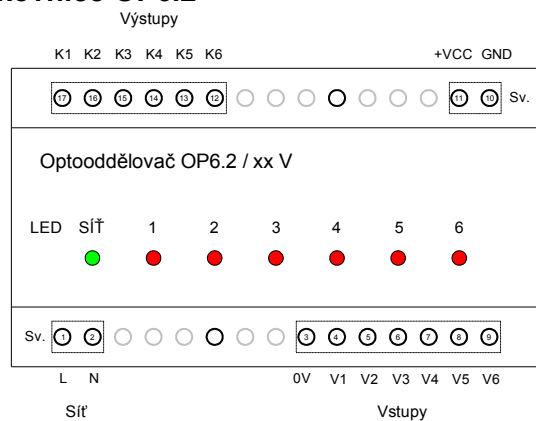 Výstupy
K1 K2 K3 K4 K5 K6 +VCC GND
17 16 15 14 13 12 11 10 Sv.
Optooddělovač OP6.2 / xx V
LED SÍŤ 1 2 3 4 5 6
Sv. 1 2 3 4 5 6 7 8 9
L N 0V V1 V2 V3 V4 V5 V6
Síť Vstupy